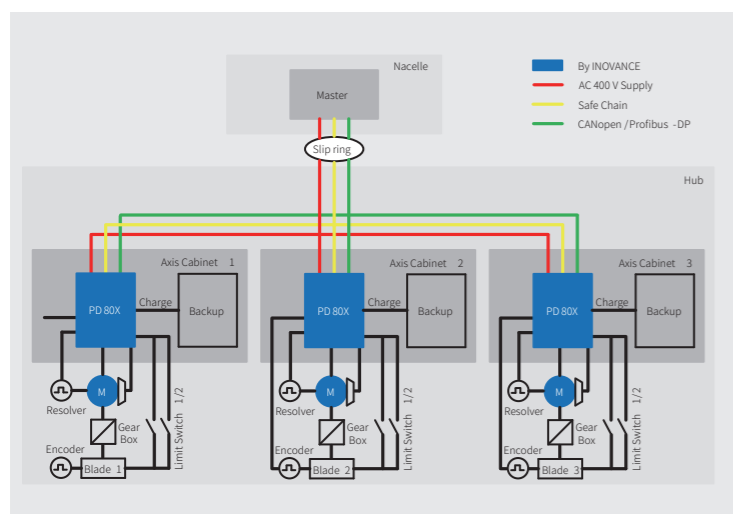 Nacelle
Master
By INOVANCE
AC 400 V Supply
Safe Chain
CANopen /Profibus -DP
Slip ring
Hub
Axis Cabinet 1
PD 80X
Charge
Backup
Resolver
M
Gear
Box
Limit Switch 1/2
Encoder
Blade 1
Axis Cabinet 2
PD 80X
Charge
Backup
Resolver
M
Gear
Box
Limit Switch 1/2
Encoder
Blade 2
Axis Cabinet 3
PD 80X
Charge
Backup
Resolver
M
Gear
Box
Limit Switch 1/2
Encoder
Blade 3